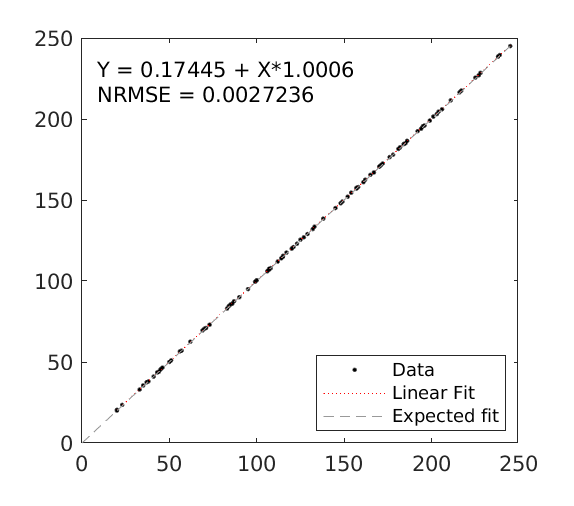 Y = 0.17445 + X*1.0006
NRMSE = 0.0027236
250
200
150
100
50
0
Data
Linear Fit
Expected fit
0 50 100 150 200 250